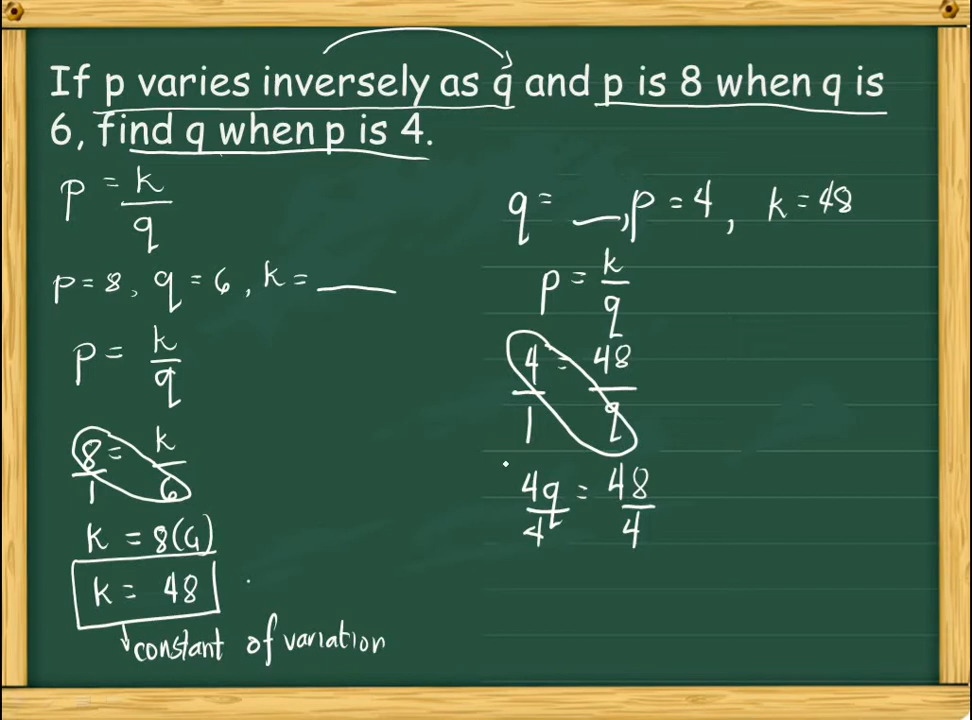 If p varies inversely as q and p is 8 when q is
6, find q when p is 4.
p = k/q
p = 8, q = 6, k = ___
p = k/q
8/1 = k/6
k = 8(6)
k = 48
constant of variation
q = ___, p = 4, k = 48
p = k/q
4/1 = 48/q
4q/4 = 48/4